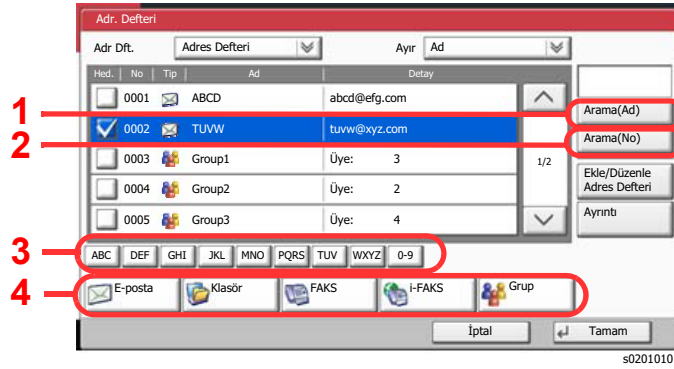 Adr. Defteri
Adr Dft. Adres Defteri Ayır Ad
Hed. No Tip Ad Detay
0001 ABCD abcd@efg.com
1 Arama(Ad)
0002 TUVW tuvw@xyz.com
2 Arama(No)
0003 Group1 Üye: 3 1/2
Ekle/Düzenle
Adres Defteri
0004 Group2 Üye: 2
Ayrıntı
0005 Group3 Üye: 4
3 ABC DEF GHI JKL MNO PQRS TUV WXYZ 0-9
4 E-posta Klasör FAKS i-FAKS Grup
İptal Tamam
s0201010